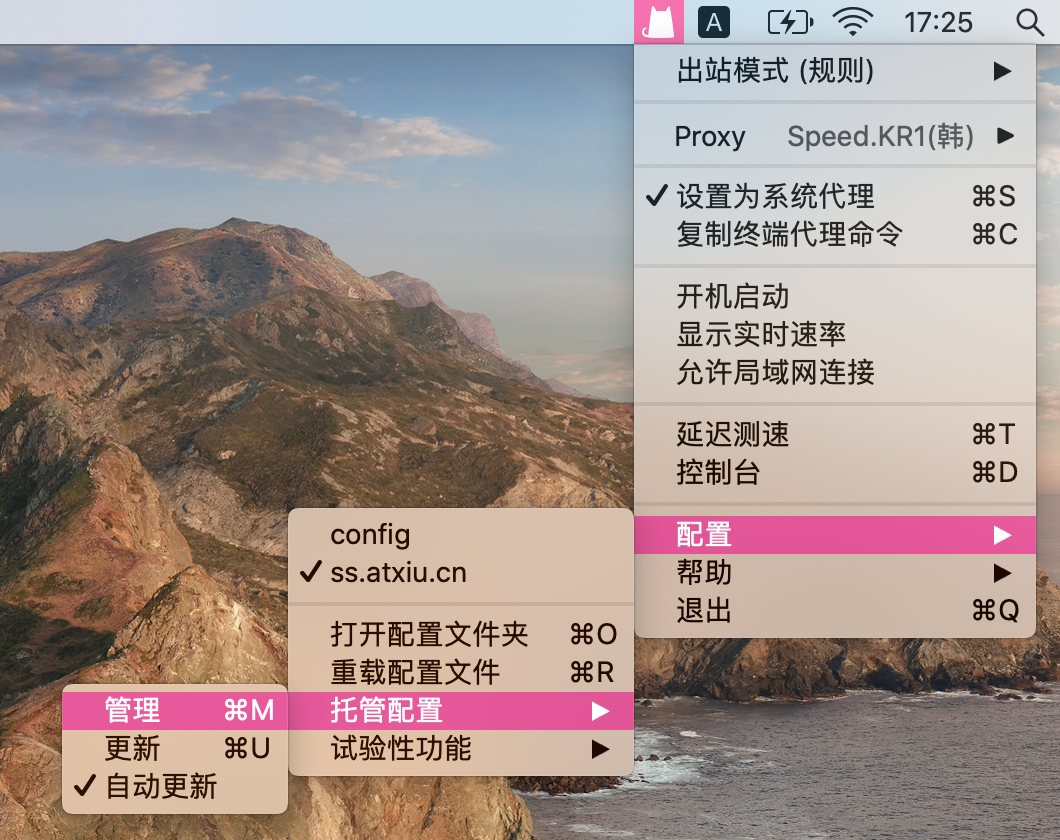 A 17:25
出站模式 (规则)
Proxy Speed.KR1(韩)
设置为系统代理 ⌘S
复制终端代理命令 ⌘C
开机启动
显示实时速率
允许局域网连接
延迟测速 ⌘T
控制台 ⌘D
配置
帮助
退出 ⌘Q
config
ss.atxiu.cn
打开配置文件夹 ⌘O
重载配置文件 ⌘R
托管配置
试验性功能
管理 ⌘M
更新 ⌘U
自动更新